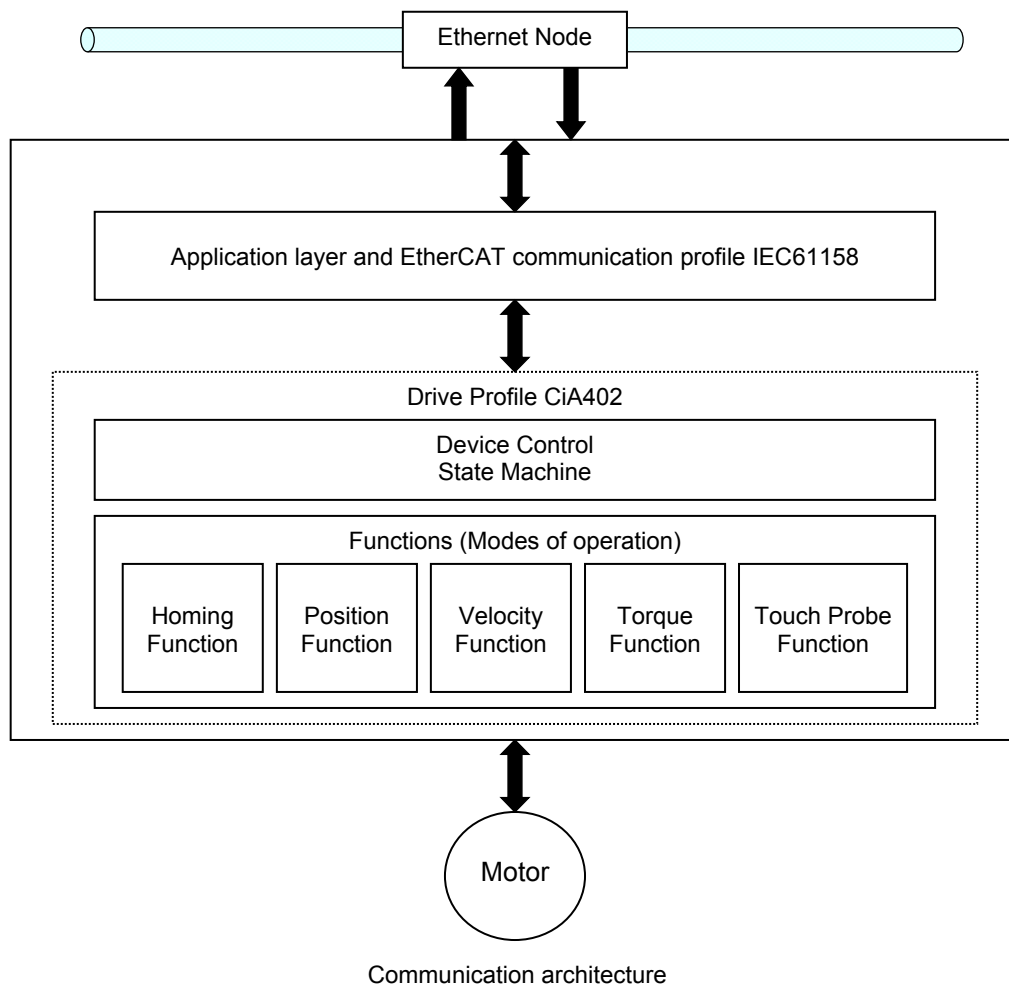 Ethernet Node
Application layer and EtherCAT communication profile IEC61158
Drive Profile CiA402
Device Control
State Machine
Functions (Modes of operation)
Homing
Function
Position
Function
Velocity
Function
Torque
Function
Touch Probe
Function
Motor
Communication architecture